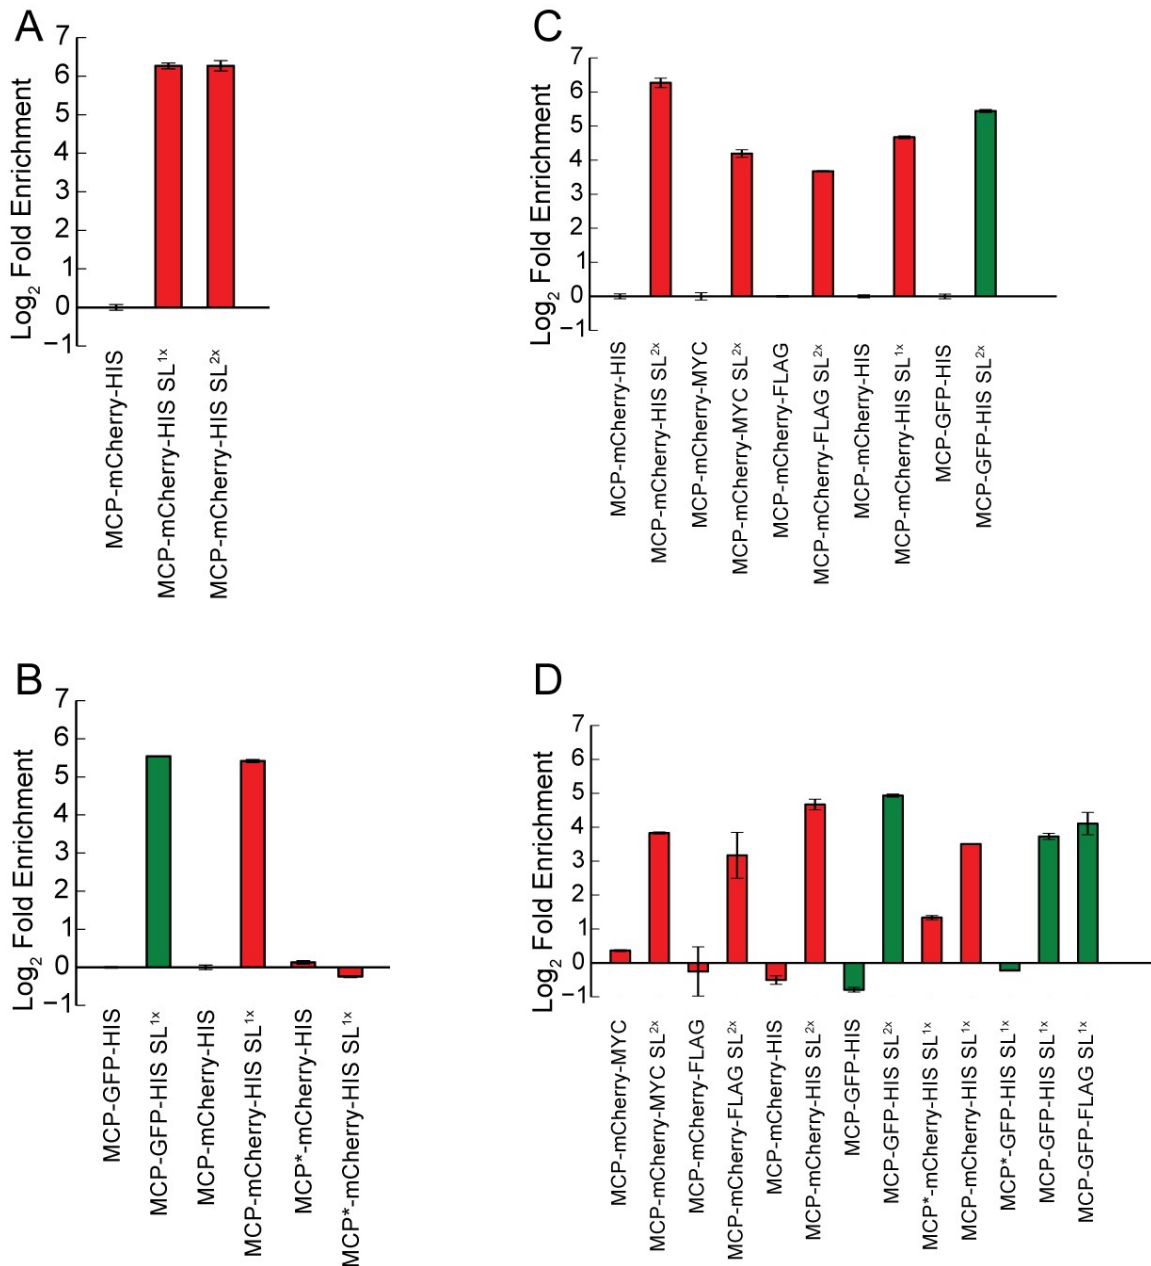 A
7
6
5
4
3
2
1
0
−1
Log₂ Fold Enrichment
MCP-mCherry-HIS
MCP-mCherry-HIS SL¹ˣ
MCP-mCherry-HIS SL²ˣ
C
7
6
5
4
3
2
1
0
−1
Log₂ Fold Enrichment
MCP-mCherry-HIS
MCP-mCherry-HIS SL²ˣ
MCP-mCherry-MYC
MCP-mCherry-MYC SL²ˣ
MCP-mCherry-FLAG
MCP-mCherry-FLAG SL²ˣ
MCP-mCherry-HIS
MCP-mCherry-HIS SL¹ˣ
MCP-GFP-HIS
MCP-GFP-HIS SL²ˣ
B
7
6
5
4
3
2
1
0
−1
Log₂ Fold Enrichment
MCP-GFP-HIS
MCP-GFP-HIS SL¹ˣ
MCP-mCherry-HIS
MCP-mCherry-HIS SL¹ˣ
MCP*-mCherry-HIS
MCP*-mCherry-HIS SL¹ˣ
D
7
6
5
4
3
2
1
0
−1
Log₂ Fold Enrichment
MCP-mCherry-MYC
MCP-mCherry-MYC SL²ˣ
MCP-mCherry-FLAG
MCP-mCherry-FLAG SL²ˣ
MCP-mCherry-HIS
MCP-mCherry-HIS SL²ˣ
MCP-GFP-HIS
MCP-GFP-HIS SL²ˣ
MCP*-mCherry-HIS SL¹ˣ
MCP-mCherry-HIS SL¹ˣ
MCP*-GFP-HIS SL¹ˣ
MCP-GFP-HIS SL¹ˣ
MCP-GFP-FLAG SL¹ˣ